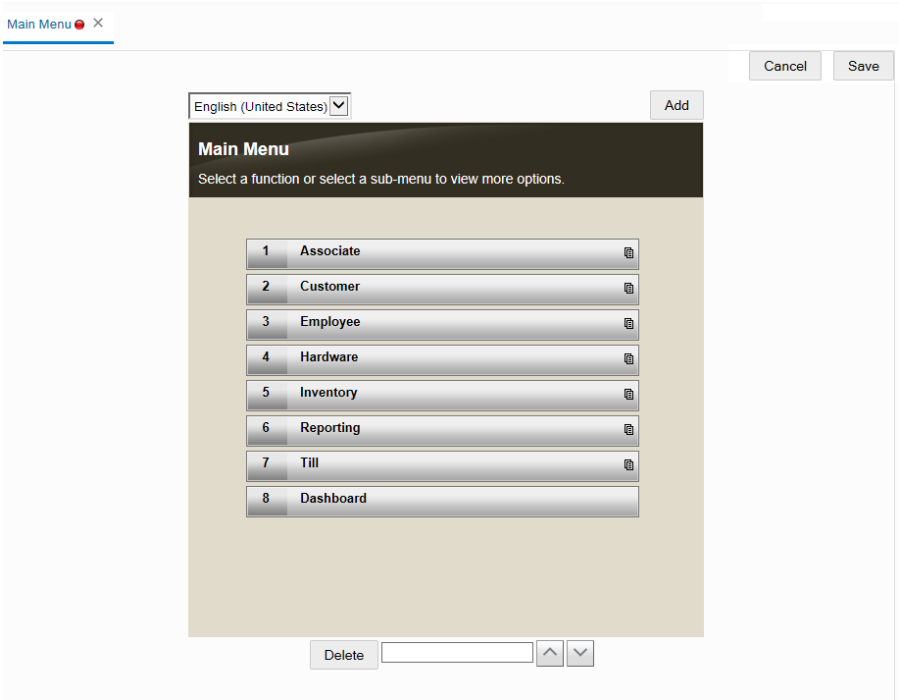 Main Menu
Cancel Save
English (United States) Add
Main Menu
Select a function or select a sub-menu to view more options.
1 Associate
2 Customer
3 Employee
4 Hardware
5 Inventory
6 Reporting
7 Till
8 Dashboard
Delete